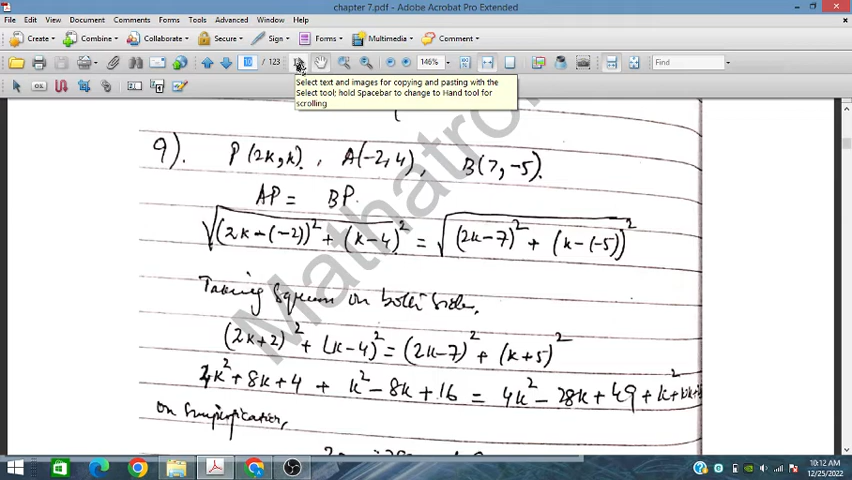 chapter 7.pdf - Adobe Acrobat Pro Extended
File Edit View Document Comments Forms Tools Advanced Window Help
Create Combine Collaborate Secure Sign Forms Multimedia Comment
10 / 123 146% Find
Select text and images for copying and pasting with the
Select tool; hold Spacebar to change to Hand tool for
scrolling
OK
9). P(2k, k), A(-2, 4), B(7, -5).
AP = BP.
√(2k-(-2))² + (k-4)² = √(2k-7)² + (k-(-5))²
Taking Square on both side,
(2k+2)² + (k-4)² = (2k-7)² + (k+5)²
4k² + 8k + 4 + k² - 8k + 16 = 4k² - 28k + 49 + k² +
on Simplification,
10:12 AM
12/25/2022